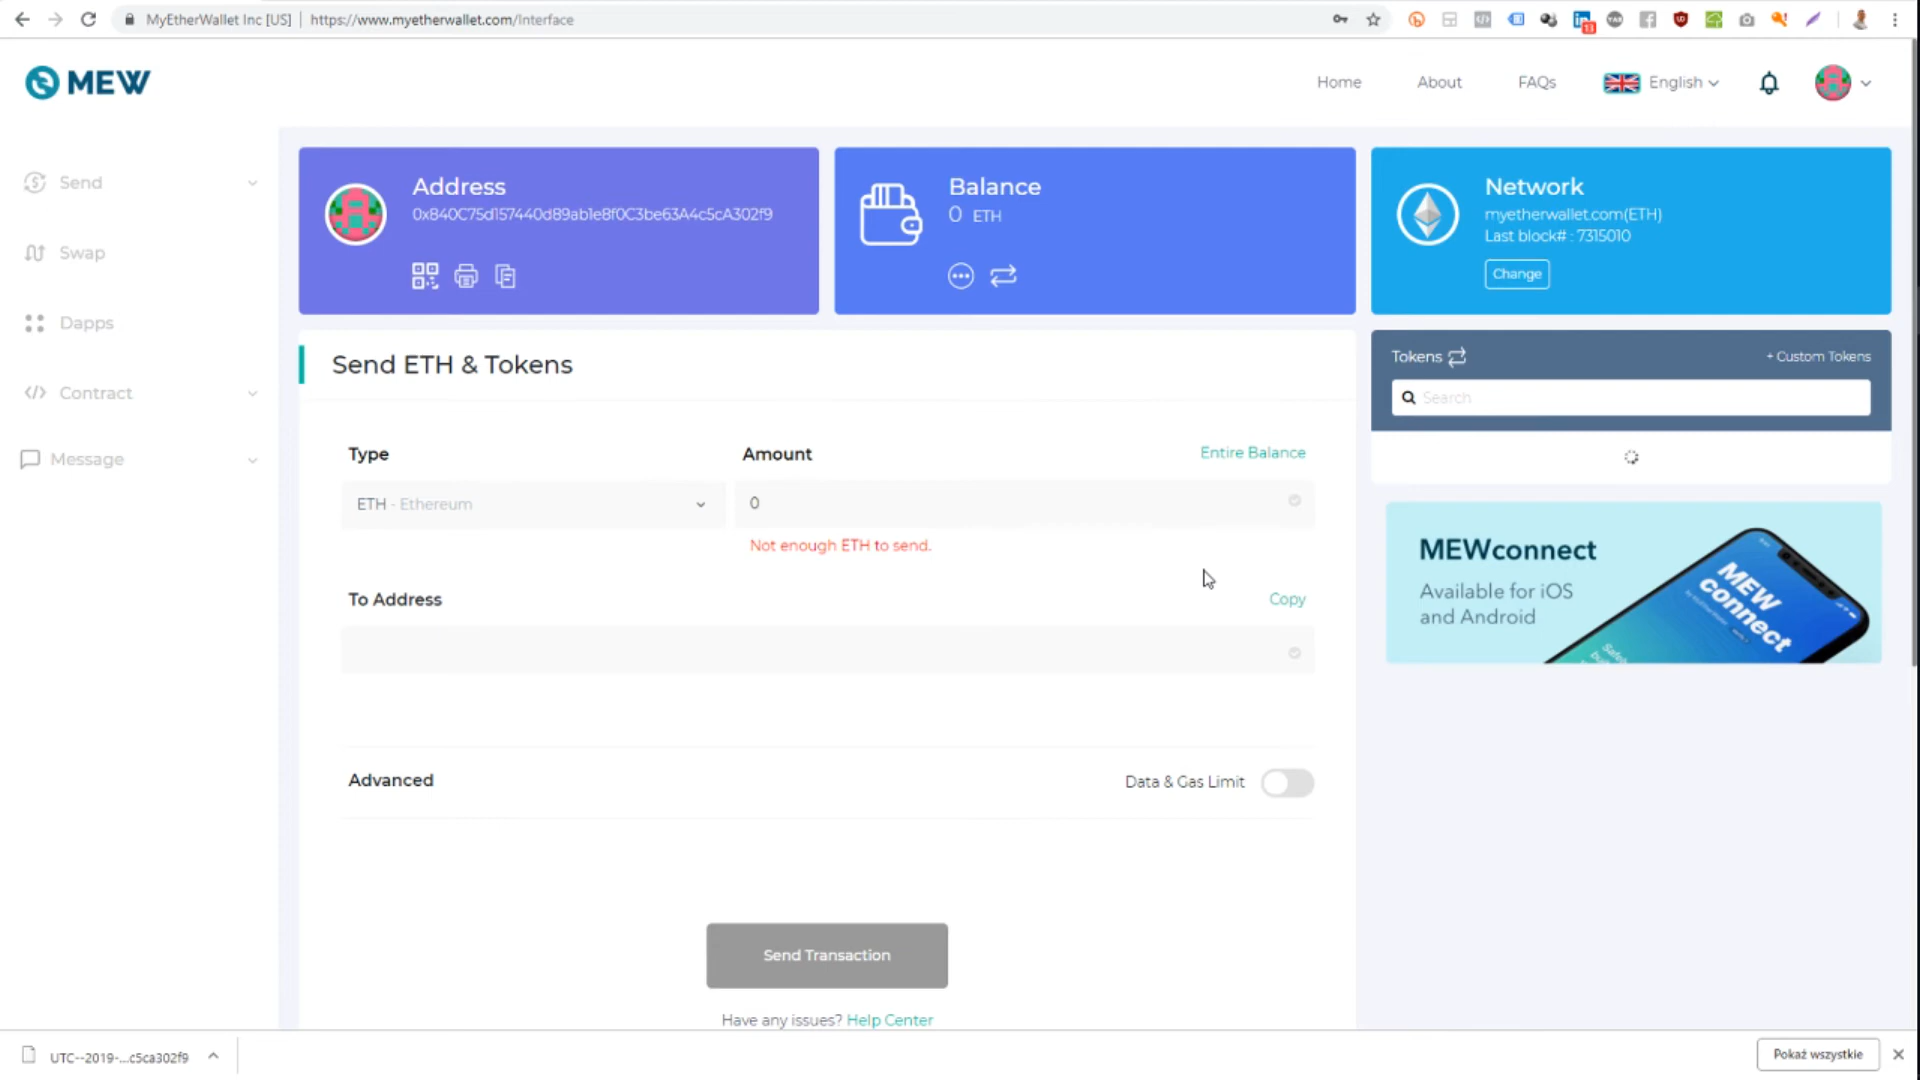 MyEtherWallet Inc [US] | https://www.myetherwallet.com/interface
13
MEW
Home
About
FAQs
English
Send
Swap
Dapps
Contract
Message
Address
0x840C75d157440d89ab1e8f0C3be63A4c5cA302f9
Balance
0 ETH
Network
myetherwallet.com(ETH)
Last block# : 7315010
Change
Send ETH & Tokens
Type
Amount
Entire Balance
ETH - Ethereum
0
Not enough ETH to send.
To Address
Copy
Advanced
Data & Gas Limit
Send Transaction
Have any issues? Help Center
Tokens
+ Custom Tokens
Search
MEWconnect
Available for iOS
and Android
MEW
connect
UTC--2019-...c5ca302f9
Pokaż wszystkie